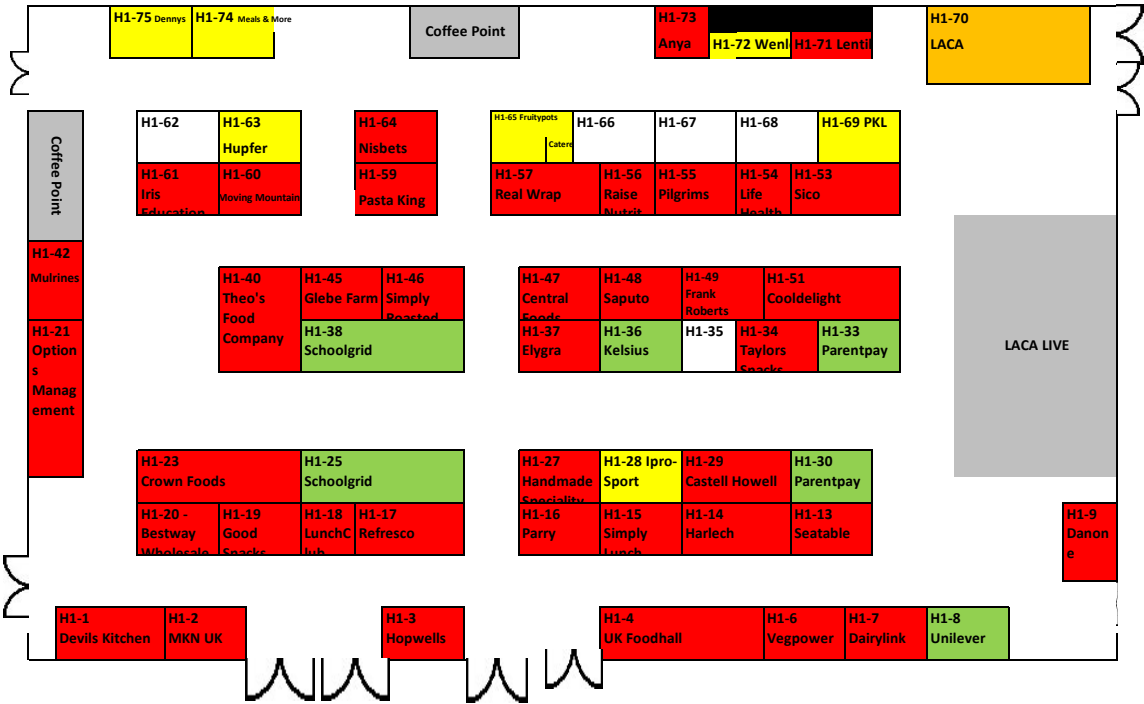 H1-75 Dennys
H1-74 Meals & More
Coffee Point
H1-73
Anya
H1-72 Wenl
H1-71 Lentil
H1-70
LACA
Coffee Point
H1-62
H1-63
Hupfer
H1-64
Nisbets
H1-65 Fruitypots
Catere
H1-66
H1-67
H1-68
H1-69 PKL
H1-61
Iris
Education
H1-60
Moving Mountain
H1-59
Pasta King
H1-57
Real Wrap
H1-56
Raise
Nutrit
H1-55
Pilgrims
H1-54
Life
Health
H1-53
Sico
H1-42
Mulrines
H1-40
Theo's
Food
Company
H1-45
Glebe Farm
H1-46
Simply
Roasted
H1-47
Central
Foods
H1-48
Saputo
H1-49
Frank
Roberts
H1-51
Cooldelight
H1-21
Option
s
Manag
ement
H1-38
Schoolgrid
H1-37
Elygra
H1-36
Kelsius
H1-35
H1-34
Taylors
Snacks
H1-33
Parentpay
LACA LIVE
H1-23
Crown Foods
H1-25
Schoolgrid
H1-27
Handmade
Speciality
H1-28 Ipro-
Sport
H1-29
Castell Howell
H1-30
Parentpay
H1-20 -
Bestway
Wholesale
H1-19
Good
Snacks
H1-18
LunchC
lub
H1-17
Refresco
H1-16
Parry
H1-15
Simply
Lunch
H1-14
Harlech
H1-13
Seatable
H1-9
Danon
e
H1-1
Devils Kitchen
H1-2
MKN UK
H1-3
Hopwells
H1-4
UK Foodhall
H1-6
Vegpower
H1-7
Dairylink
H1-8
Unilever